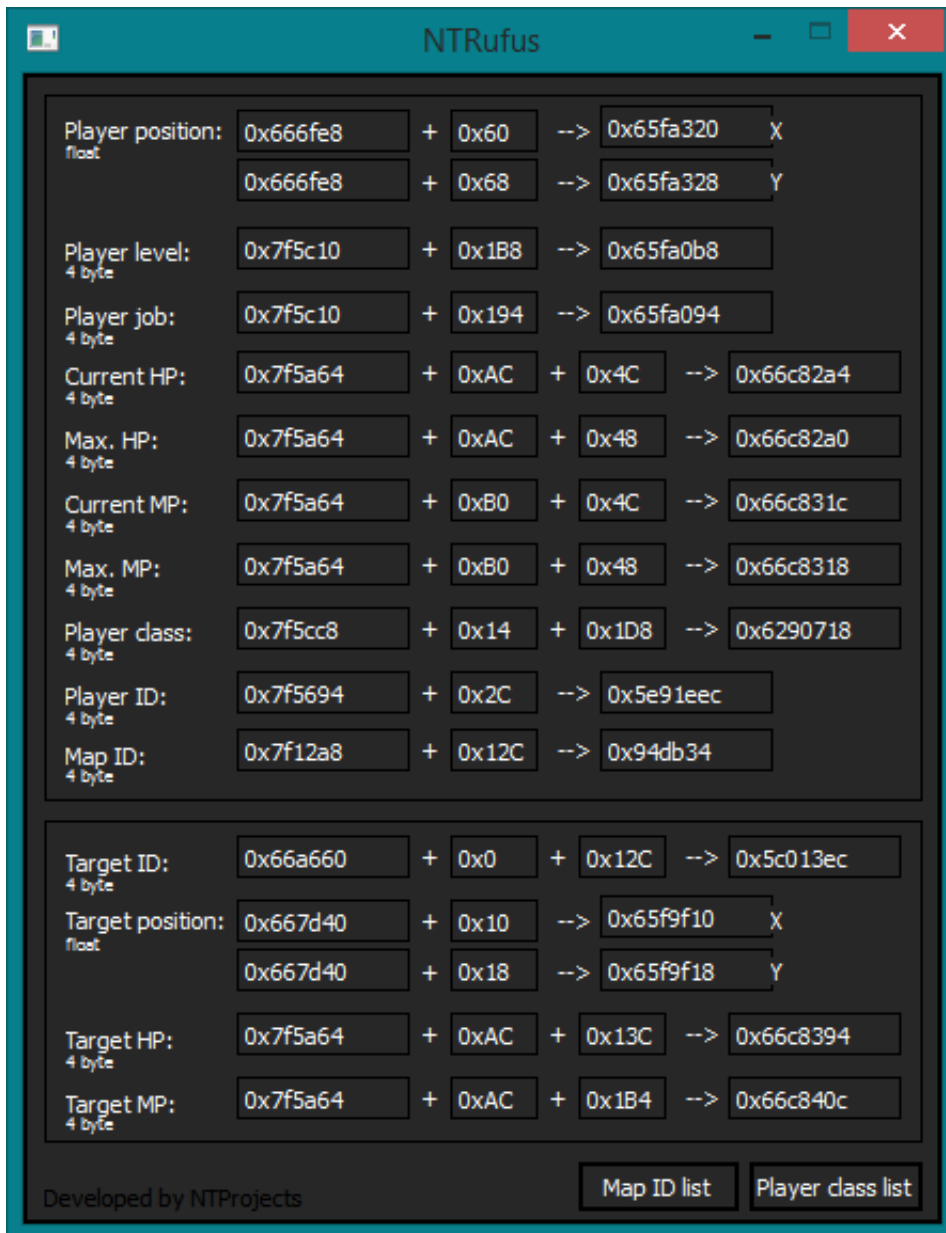 NTRufus
Player position: 0x666fe8 + 0x60 --> 0x65fa320 X
float
0x666fe8 + 0x68 --> 0x65fa328 Y
Player level: 0x7f5c10 + 0x1B8 --> 0x65fa0b8
4 byte
Player job: 0x7f5c10 + 0x194 --> 0x65fa094
4 byte
Current HP: 0x7f5a64 + 0xAC + 0x4C --> 0x66c82a4
4 byte
Max. HP: 0x7f5a64 + 0xAC + 0x48 --> 0x66c82a0
4 byte
Current MP: 0x7f5a64 + 0xB0 + 0x4C --> 0x66c831c
4 byte
Max. MP: 0x7f5a64 + 0xB0 + 0x48 --> 0x66c8318
4 byte
Player class: 0x7f5cc8 + 0x14 + 0x1D8 --> 0x6290718
4 byte
Player ID: 0x7f5694 + 0x2C --> 0x5e91eec
4 byte
Map ID: 0x7f12a8 + 0x12C --> 0x94db34
4 byte
Target ID: 0x66a660 + 0x0 + 0x12C --> 0x5c013ec
4 byte
Target position: 0x667d40 + 0x10 --> 0x65f9f10 X
float
0x667d40 + 0x18 --> 0x65f9f18 Y
Target HP: 0x7f5a64 + 0xAC + 0x13C --> 0x66c8394
4 byte
Target MP: 0x7f5a64 + 0xAC + 0x1B4 --> 0x66c840c
4 byte
Developed by NTProjects Map ID list Player class list